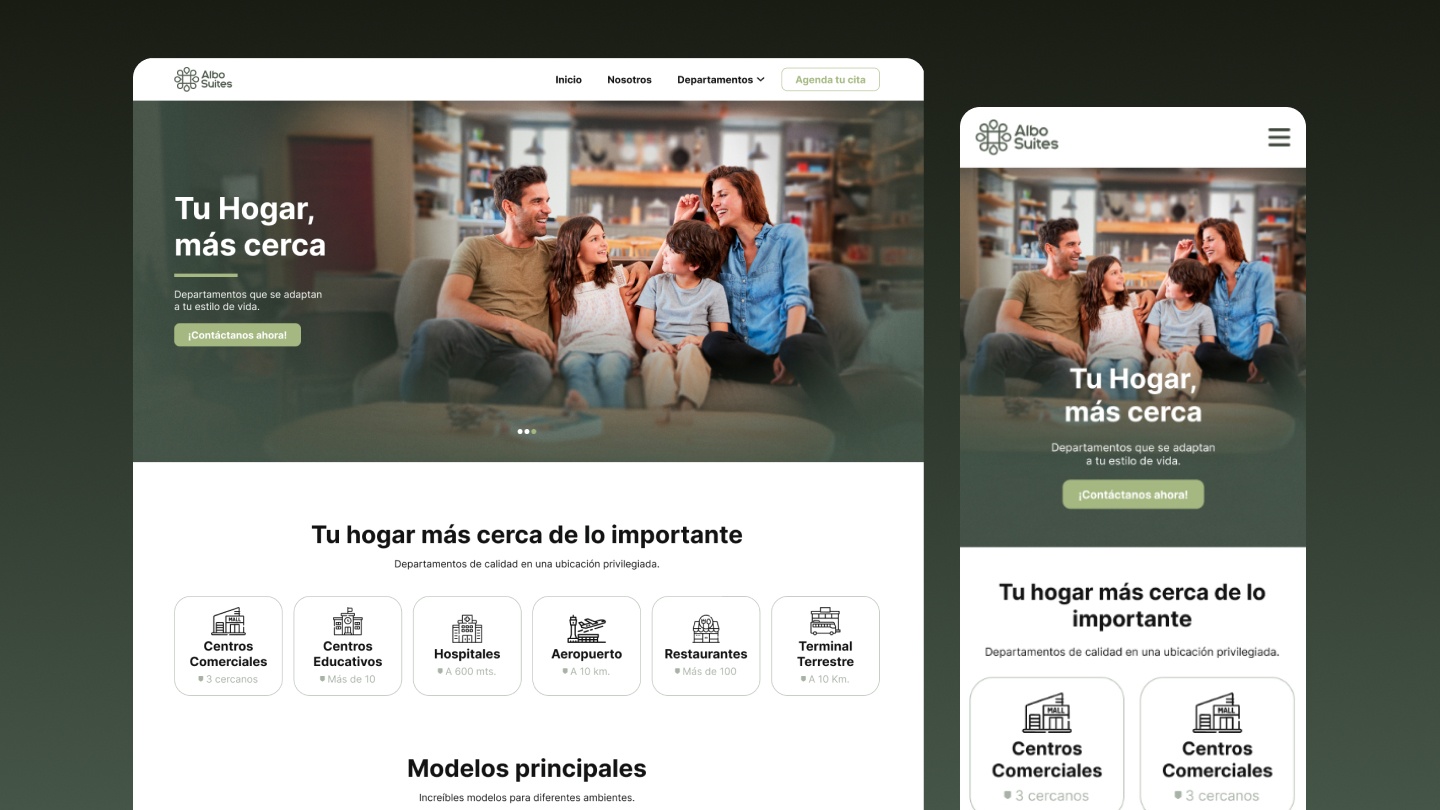 Albo
Suites
Inicio
Nosotros
Departamentos
Agenda tu cita
Tu Hogar,
más cerca
Departamentos que se adaptan
a tu estilo de vida.
¡Contáctanos ahora!
Tu hogar más cerca de lo importante
Departamentos de calidad en una ubicación privilegiada.
MALL
Centros
Comerciales
3 cercanos
Centros
Educativos
Más de 10
Hospitales
A 600 mts.
Aeropuerto
A 10 km.
Restaurantes
Más de 100
Terminal
Terrestre
A 10 Km.
Modelos principales
Increíbles modelos para diferentes ambientes.
Albo
Suites
Tu Hogar,
más cerca
Departamentos que se adaptan
a tu estilo de vida.
¡Contáctanos ahora!
Tu hogar más cerca de lo
importante
Departamentos de calidad en una ubicación privilegiada.
MALL
Centros
Comerciales
3 cercanos
MALL
Centros
Comerciales
3 cercanos